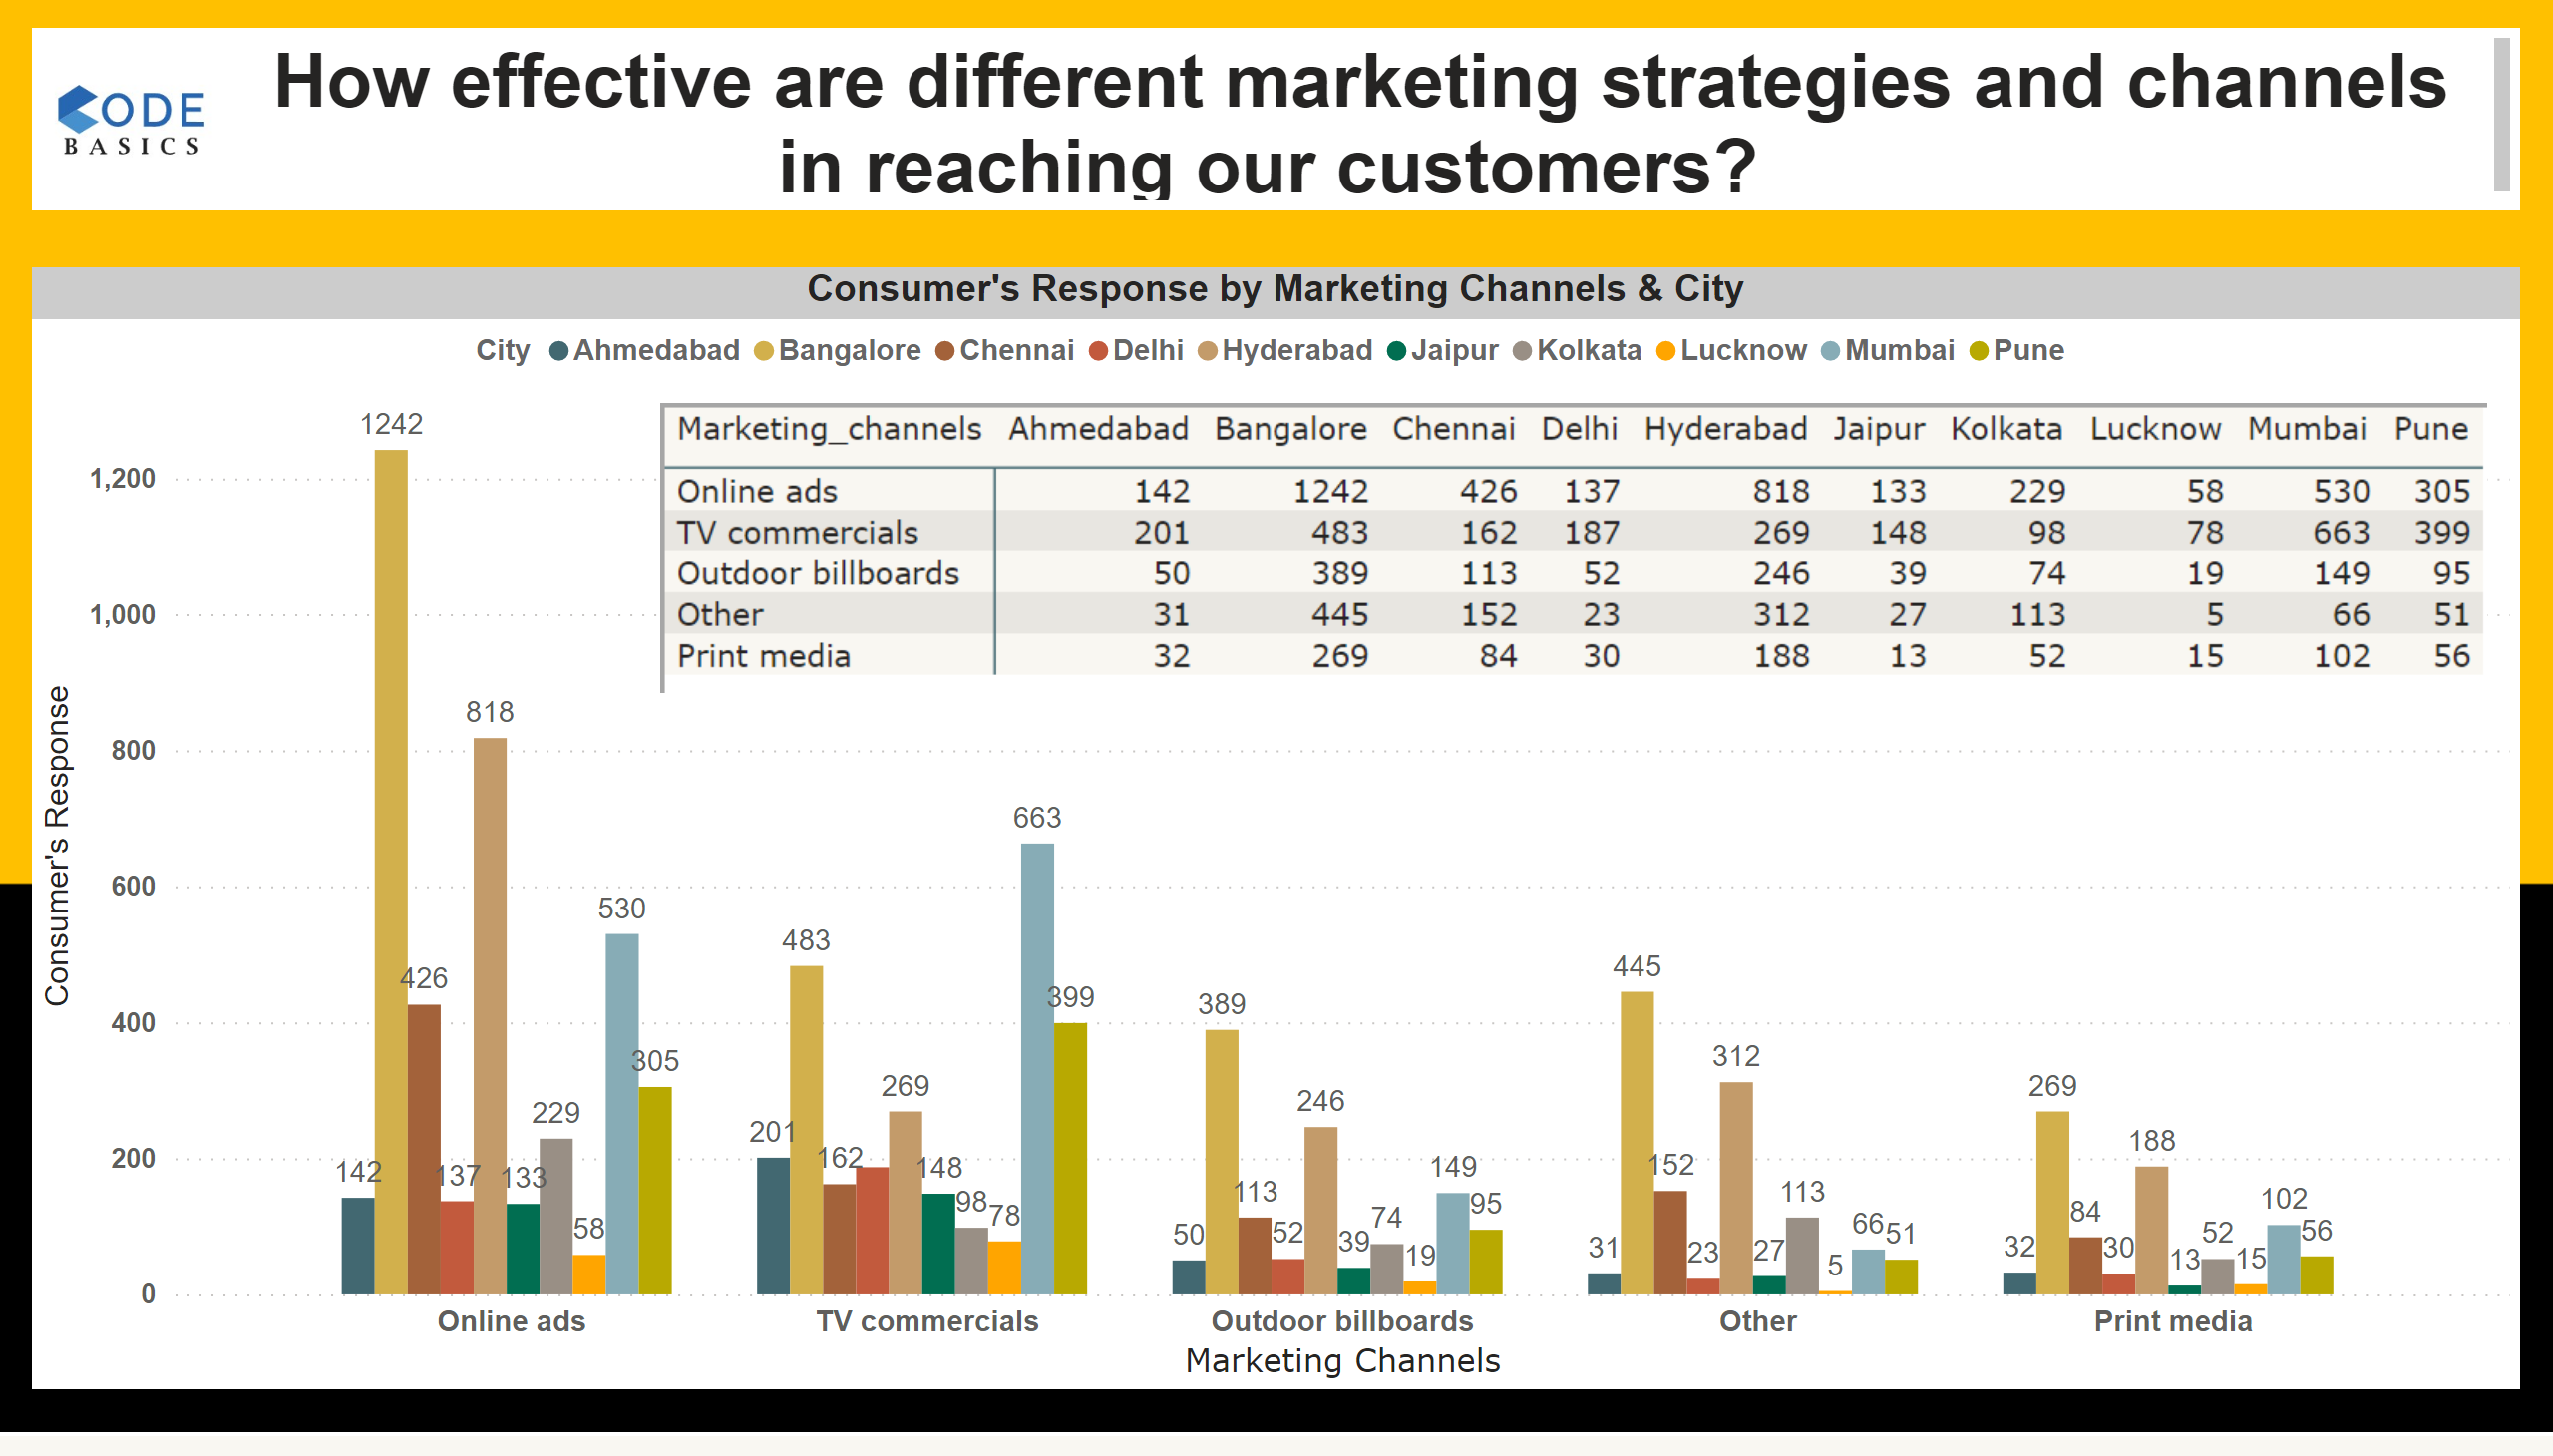 CODE
BASICS
How effective are different marketing strategies and channels
in reaching our customers?
Consumer's Response by Marketing Channels & City
City Ahmedabad Bangalore Chennai Delhi Hyderabad Jaipur Kolkata Lucknow Mumbai Pune
Marketing_channels Ahmedabad Bangalore Chennai Delhi Hyderabad Jaipur Kolkata Lucknow Mumbai Pune
Online ads 142 1242 426 137 818 133 229 58 530 305
TV commercials 201 483 162 187 269 148 98 78 663 399
Outdoor billboards 50 389 113 52 246 39 74 19 149 95
Other 31 445 152 23 312 27 113 5 66 51
Print media 32 269 84 30 188 13 52 15 102 56
Consumer's Response
1,200
1,000
800
600
400
200
0
142 1242 426 137 818 133 229 58 530 305
201 483 162 269 148 98 78 663 399
50 389 113 52 246 39 74 19 149 95
31 445 152 23 312 27 113 5 66 51
32 269 84 30 188 13 52 15 102 56
Online ads TV commercials Outdoor billboards Other Print media
Marketing Channels